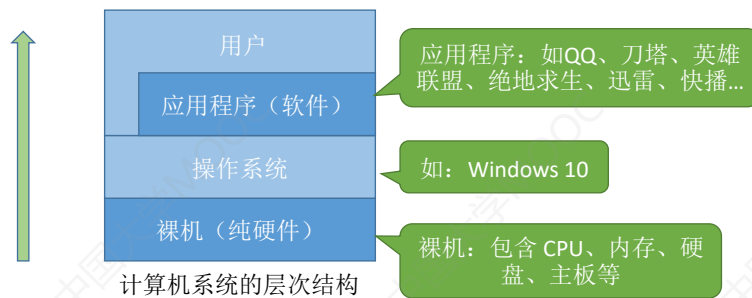 用户
应用程序（软件）
操作系统
裸机（纯硬件）
计算机系统的层次结构
应用程序：如QQ、刀塔、英雄
联盟、绝地求生、迅雷、快播…
如：Windows 10
裸机：包含 CPU、内存、硬
盘、主板等